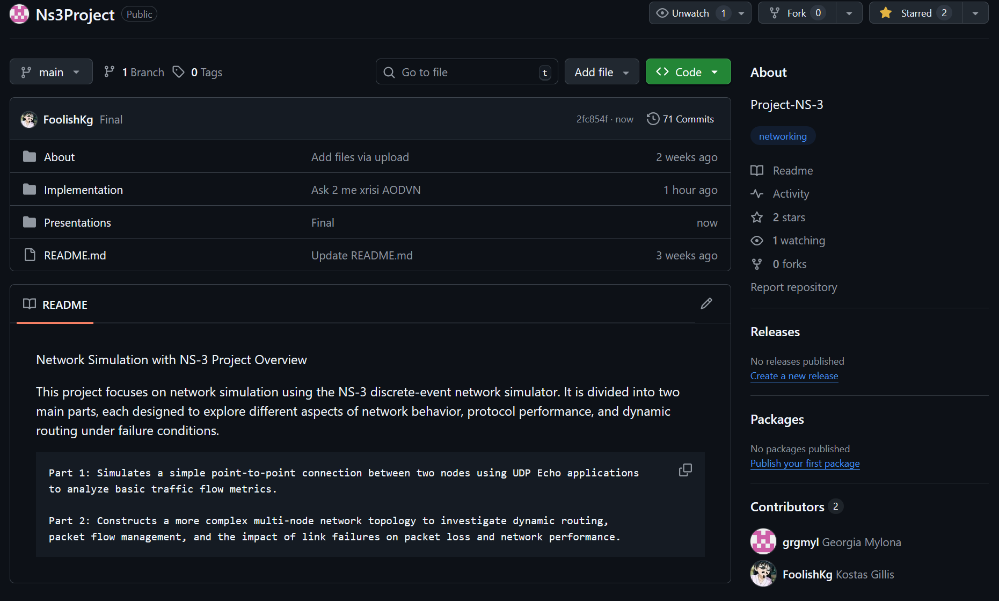 Ns3Project Public
Unwatch 1
Fork 0
Starred 2
main
1 Branch
0 Tags
Go to file t
Add file
Code
FoolishKg Final 2fc854f · now 71 Commits
About Add files via upload 2 weeks ago
Implementation Ask 2 me xrisi AODVN 1 hour ago
Presentations Final now
README.md Update README.md 3 weeks ago
README
Network Simulation with NS-3 Project Overview
This project focuses on network simulation using the NS-3 discrete-event network simulator. It is divided into two
main parts, each designed to explore different aspects of network behavior, protocol performance, and dynamic
routing under failure conditions.
Part 1: Simulates a simple point-to-point connection between two nodes using UDP Echo applications
to analyze basic traffic flow metrics.
Part 2: Constructs a more complex multi-node network topology to investigate dynamic routing,
packet flow management, and the impact of link failures on packet loss and network performance.
About
Project-NS-3
networking
Readme
Activity
2 stars
1 watching
0 forks
Report repository
Releases
No releases published
Create a new release
Packages
No packages published
Publish your first package
Contributors 2
grgmyl Georgia Mylona
FoolishKg Kostas Gillis